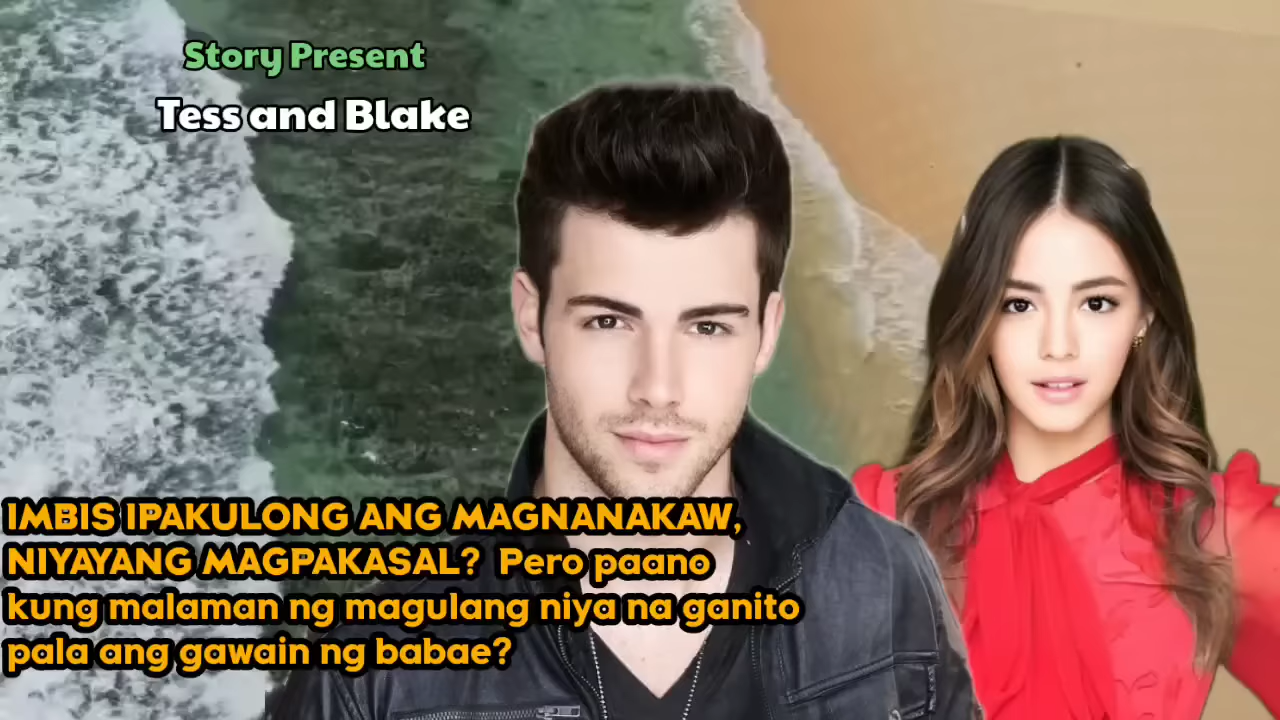 Story Present
Tess and Blake
IMBIS IPAKULONG ANG MAGNANAKAW,
NIYAYANG MAGPAKASAL? Pero paano
kung malaman ng magulang niya na ganito
pala ang gawain ng babae?